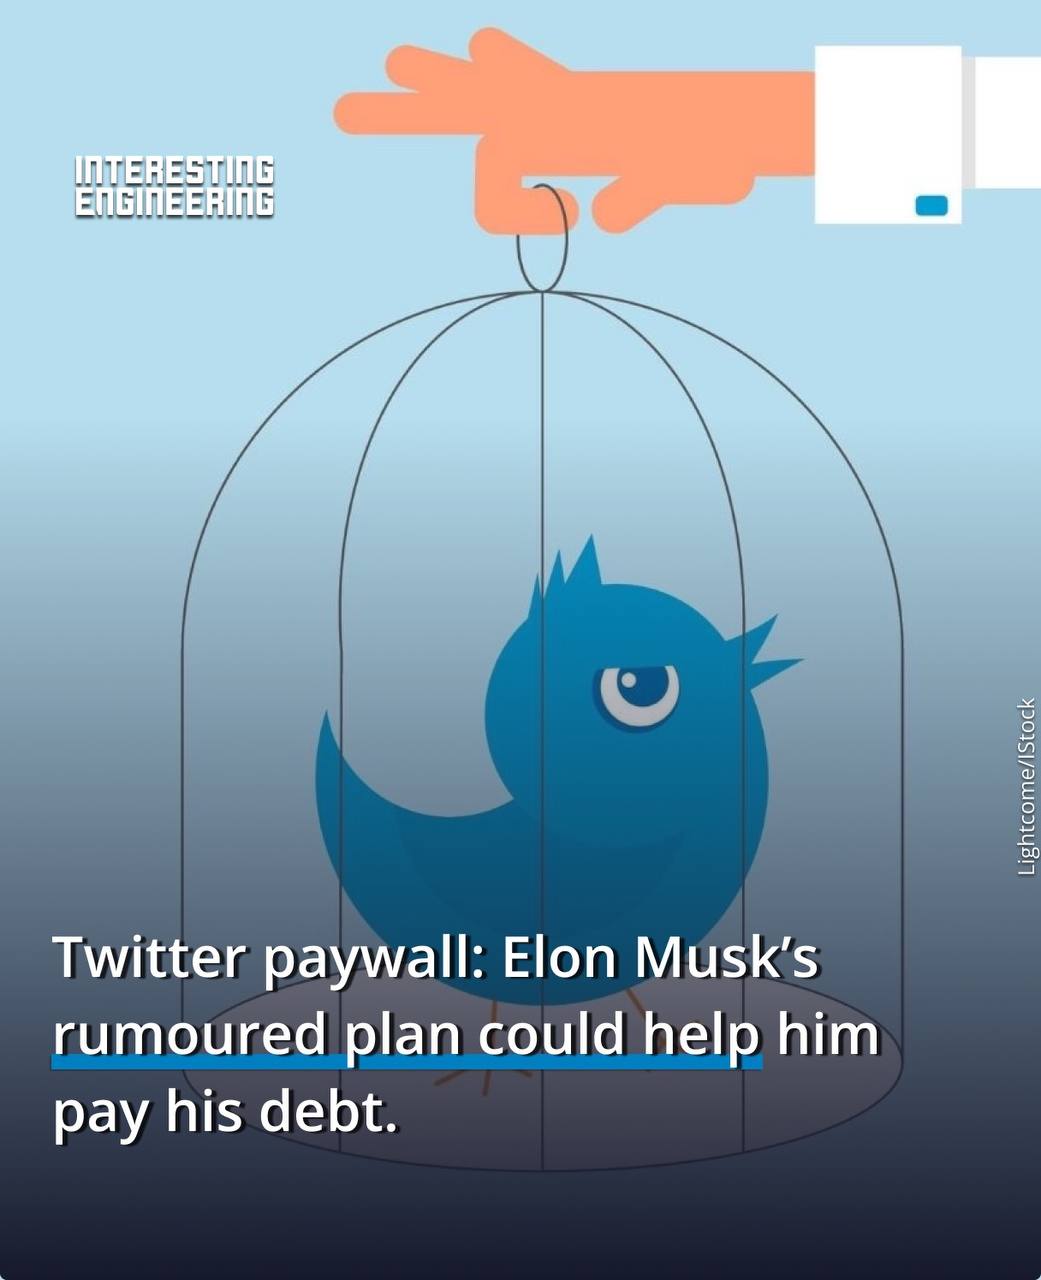 INTERESTING
ENGINEERING
Lightcome/IStock
Twitter paywall: Elon Musk’s
rumoured plan could help him
pay his debt.